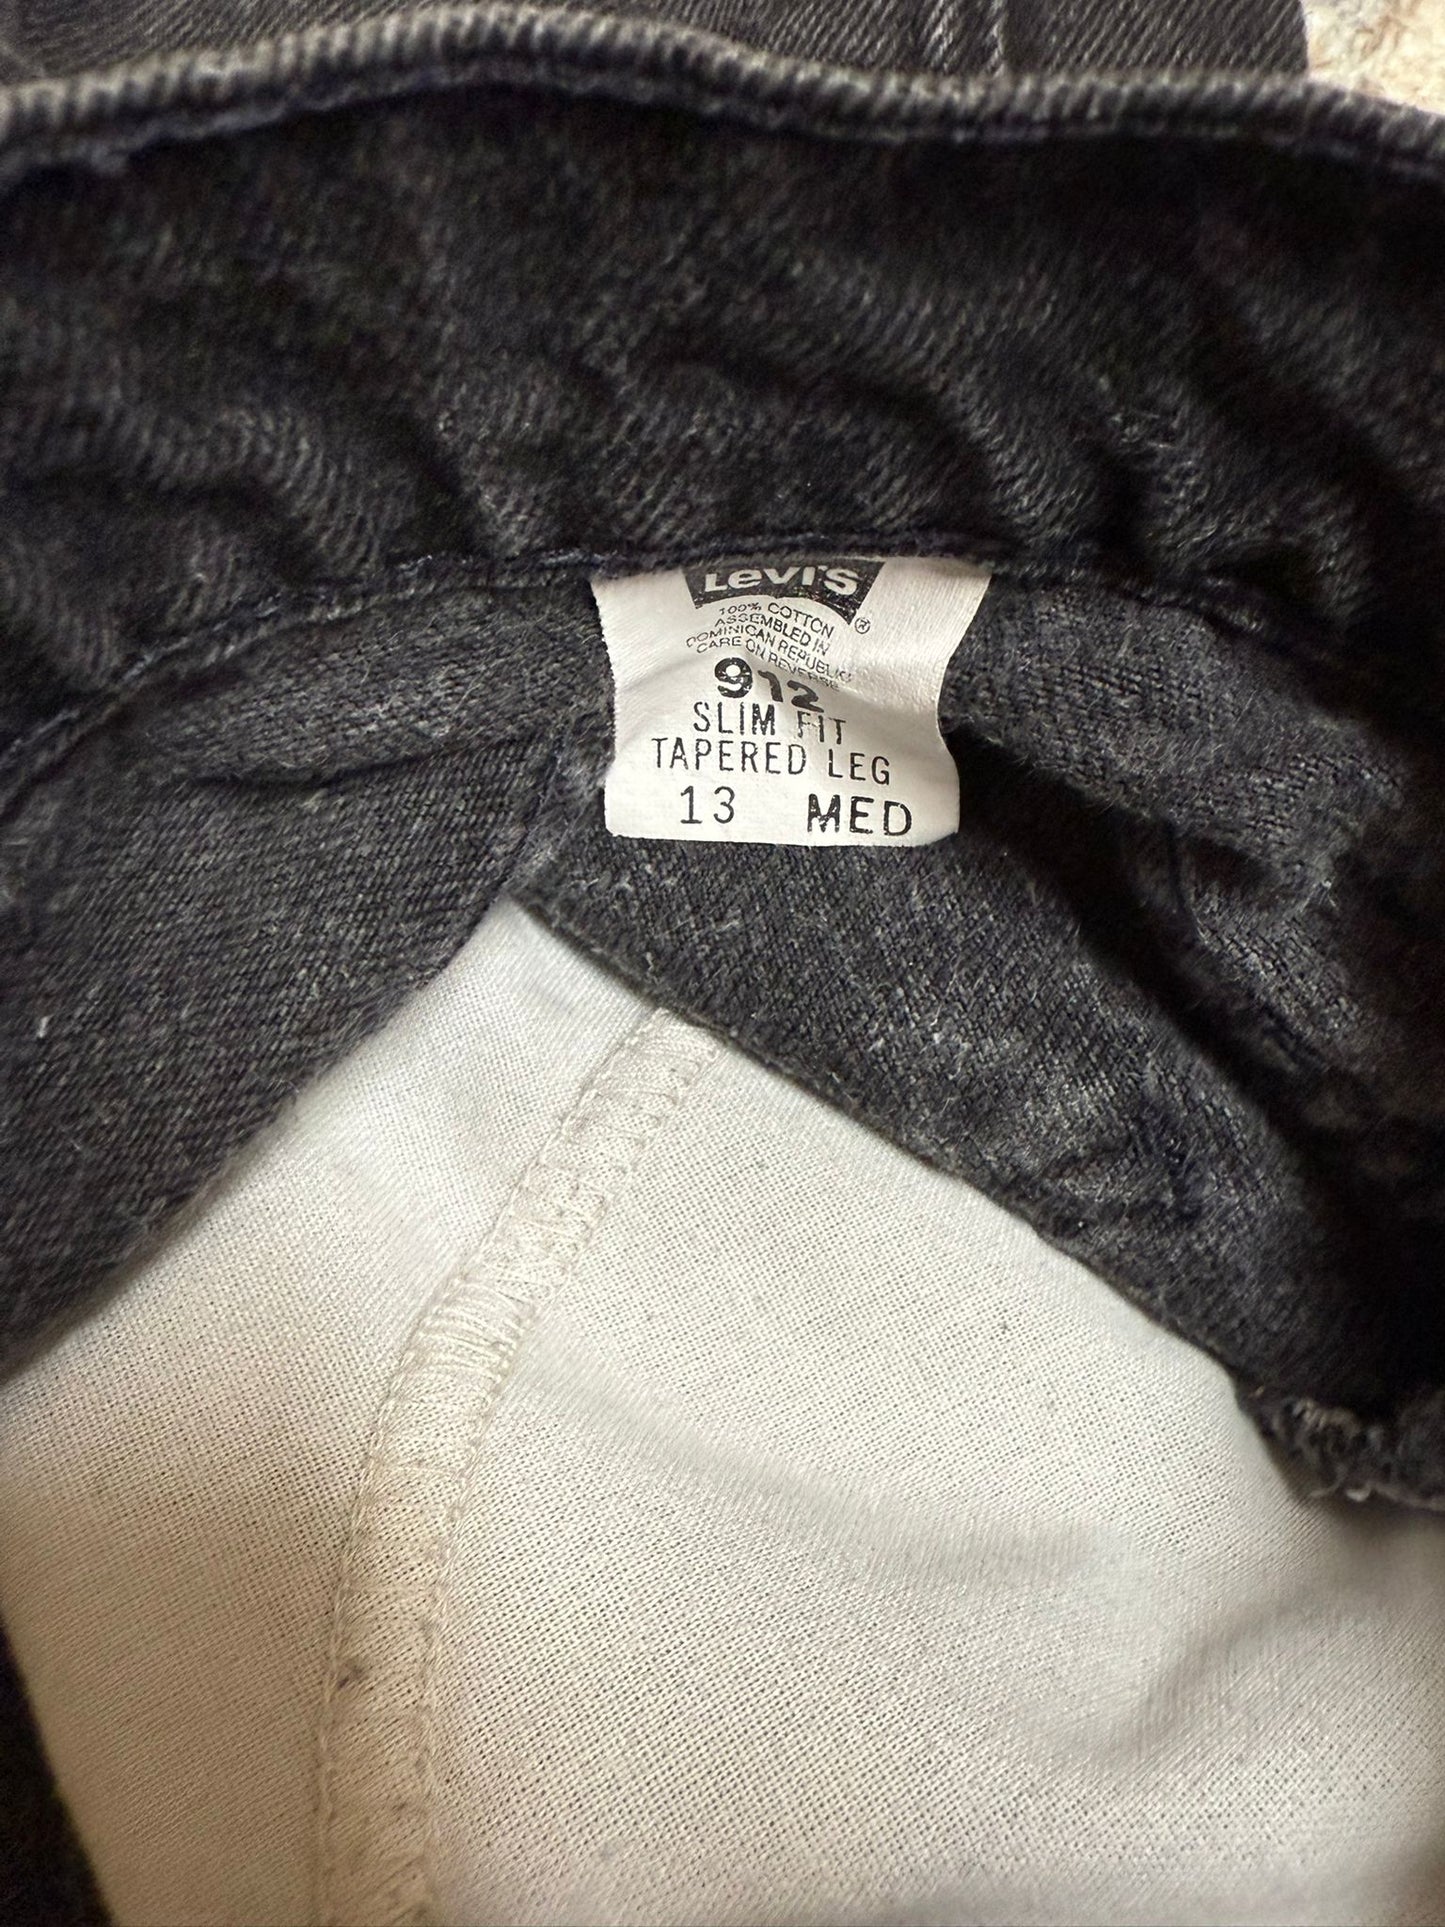 Levi's ®
100% COTTON
ASSEMBLED IN
DOMINICAN REPUBLIC
CARE ON REVERSE
912
SLIM FIT
TAPERED LEG
13 MED